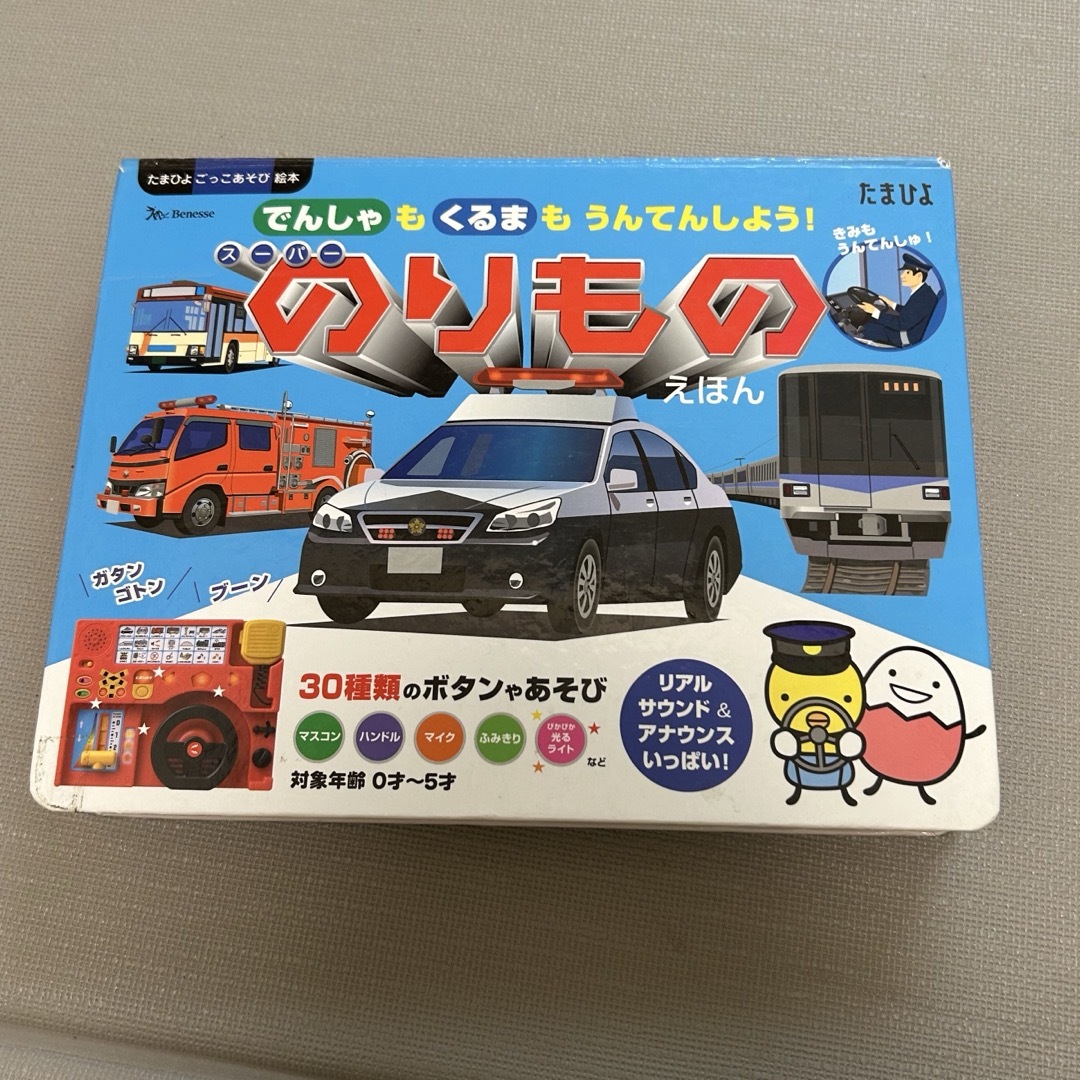 たまひよ ごっこあそび 絵本
たまひよ
Benesse
でんしゃ も くるま も うんてんしよう!
きみも
うんてんしゅ!
スーパー
のりもの
えほん
ガタン
ゴトン
ブーン
30種類のボタンやあそび
マスコン
ハンドル
マイク
ふみきり
ぴかぴか
光る
ライト
など
対象年齢 0才〜5才
リアル
サウンド &
アナウンス
いっぱい!